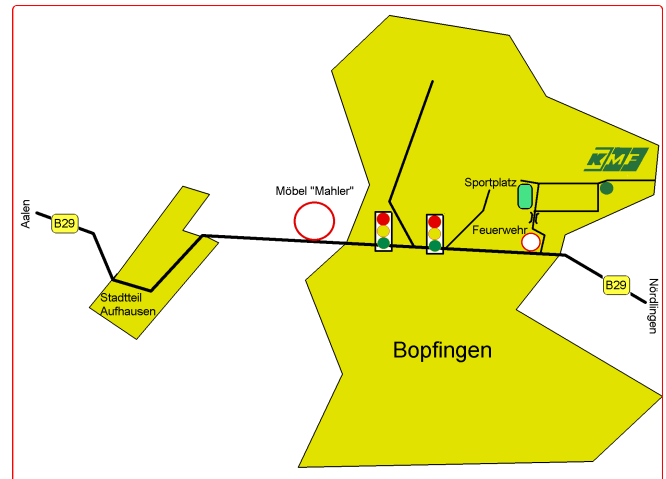 KMF
Sportplatz
Möbel "Mahler"
Aalen
B29
Feuerwehr
B29
Nördlingen
Stadtteil
Aufhausen
Bopfingen